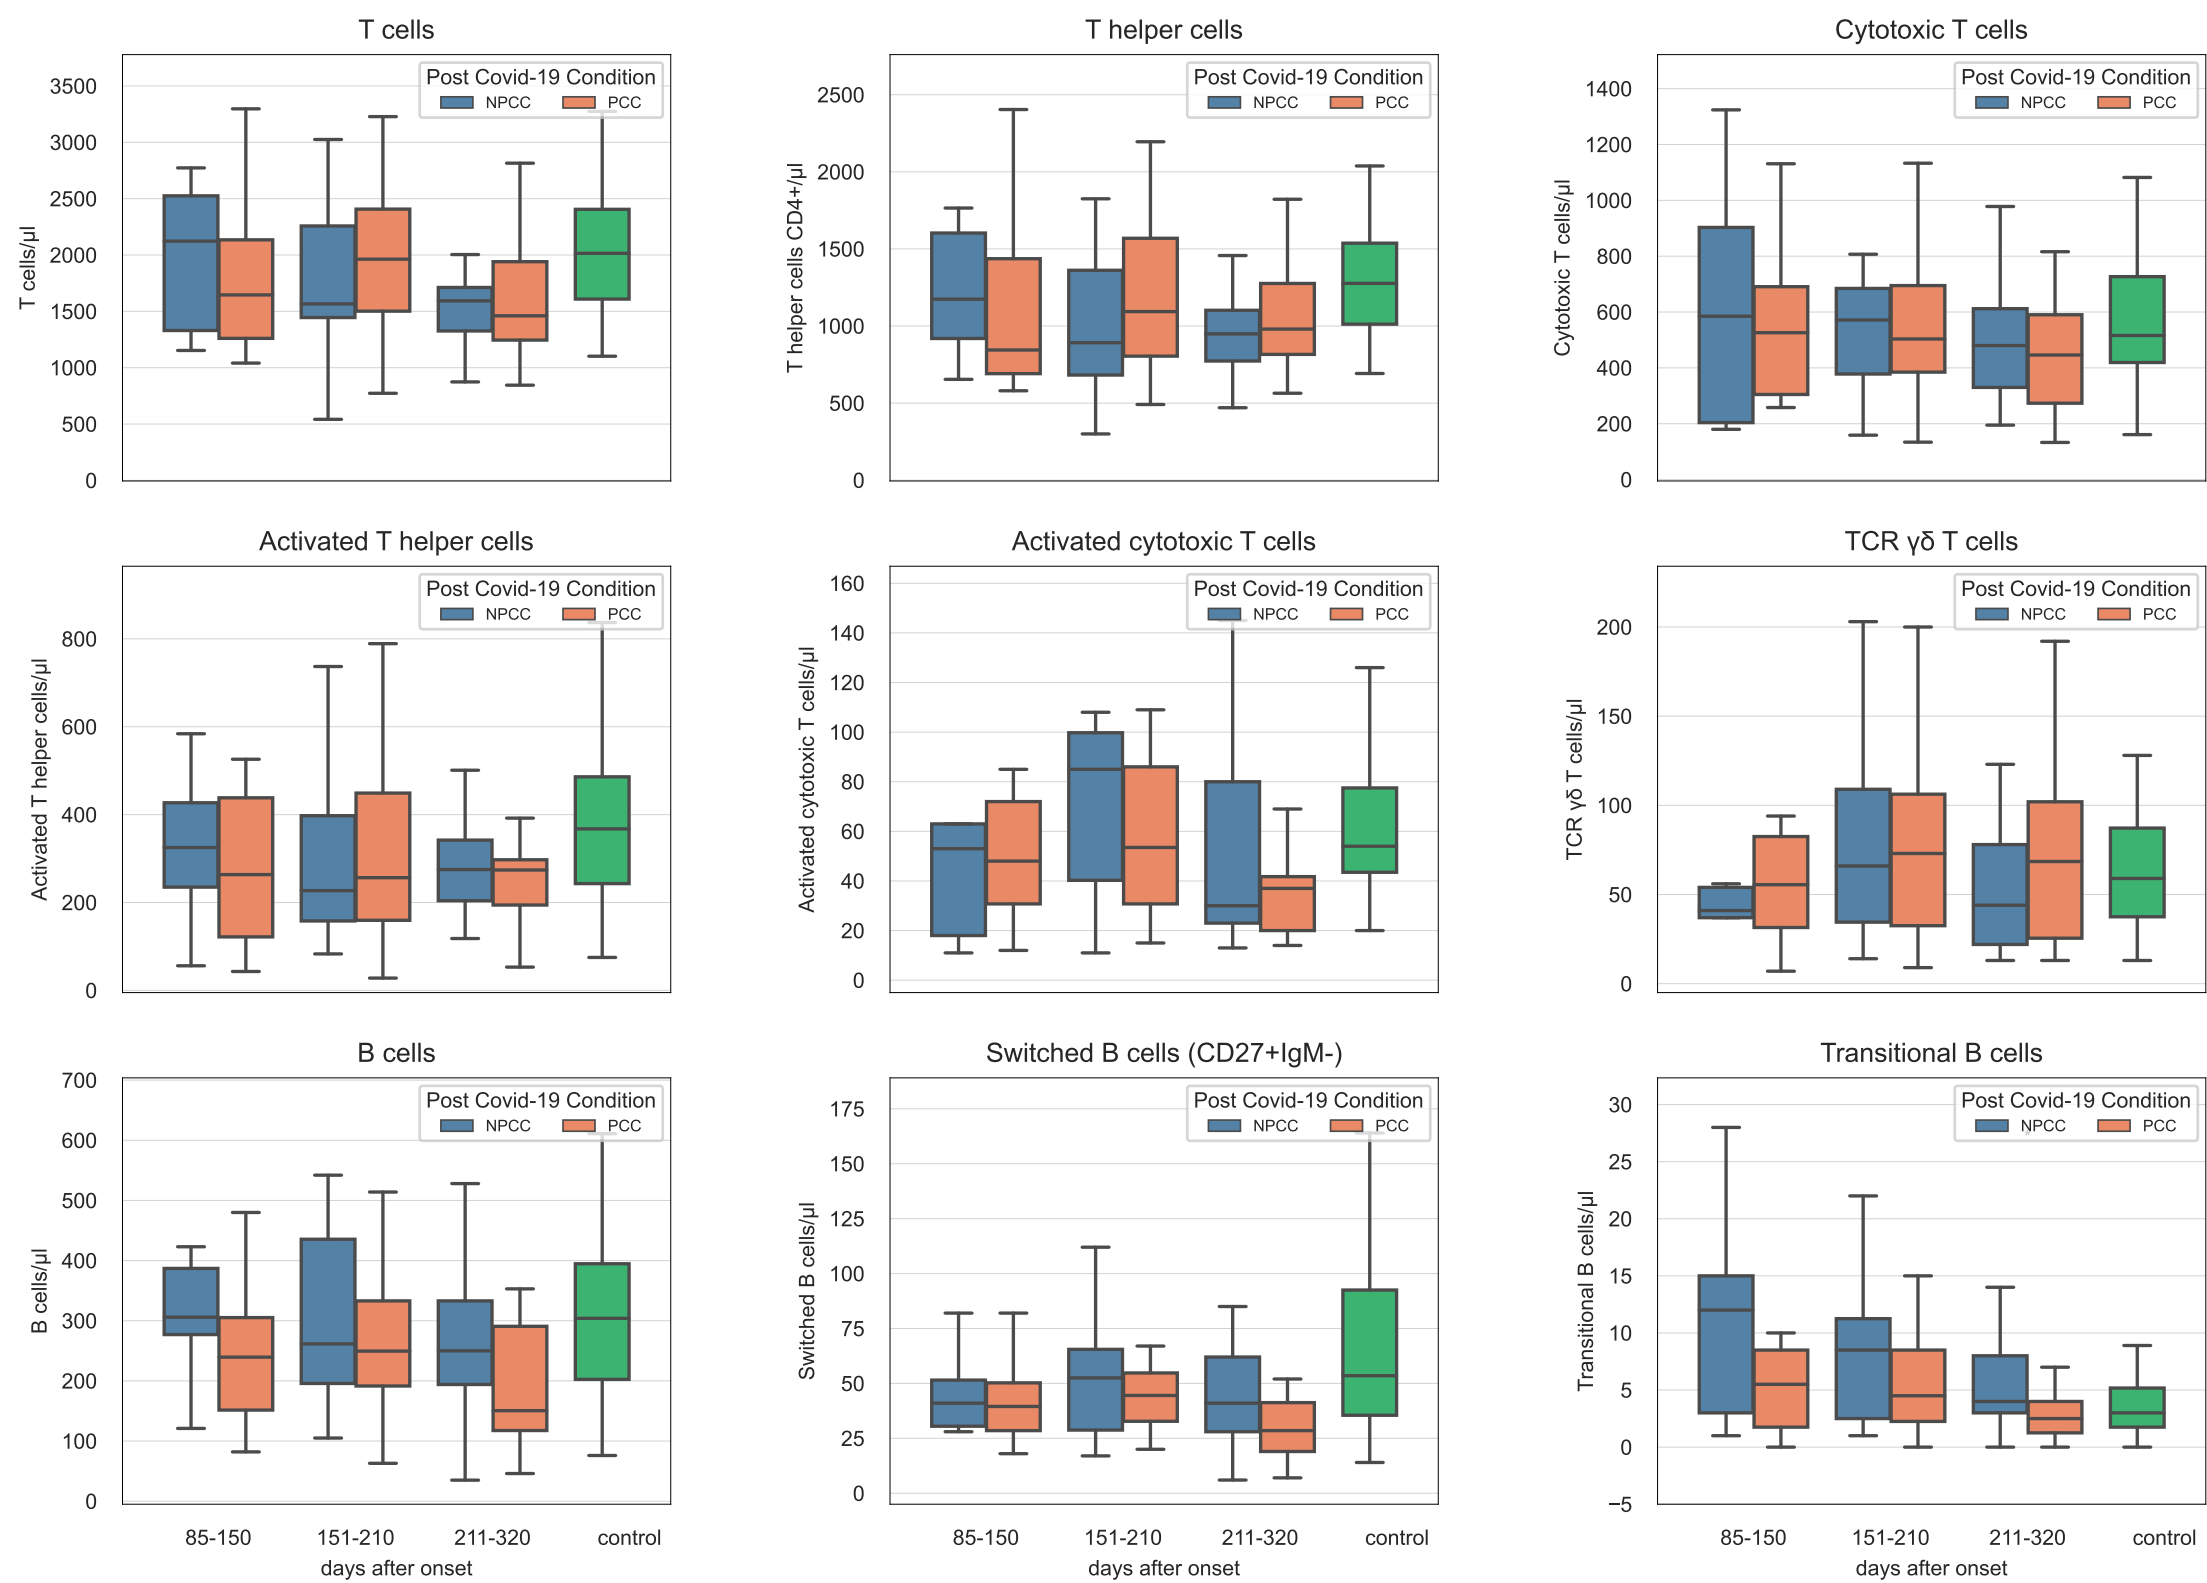 T cells
T helper cells
Cytotoxic T cells
Post Covid-19 Condition
NPCC PCC
Post Covid-19 Condition
NPCC PCC
Post Covid-19 Condition
NPCC PCC
T cells/µl
3500
3000
2500
2000
1500
1000
500
0
T helper cells CD4+/µl
2500
2000
1500
1000
500
0
Cytotoxic T cells/µl
1400
1200
1000
800
600
400
200
0
Activated T helper cells
Activated cytotoxic T cells
TCR γδ T cells
Post Covid-19 Condition
NPCC PCC
Post Covid-19 Condition
NPCC PCC
Post Covid-19 Condition
NPCC PCC
Activated T helper cells/µl
800
600
400
200
0
Activated cytotoxic T cells/µl
160
140
120
100
80
60
40
20
0
TCR γδ T cells/µl
200
150
100
50
0
B cells
Switched B cells (CD27+IgM-)
Transitional B cells
Post Covid-19 Condition
NPCC PCC
Post Covid-19 Condition
NPCC PCC
Post Covid-19 Condition
NPCC PCC
B cells/µl
700
600
500
400
300
200
100
0
Switched B cells/µl
175
150
125
100
75
50
25
0
Transitional B cells/µl
30
25
20
15
10
5
0
−5
85-150 151-210 211-320 control
days after onset
85-150 151-210 211-320 control
days after onset
85-150 151-210 211-320 control
days after onset